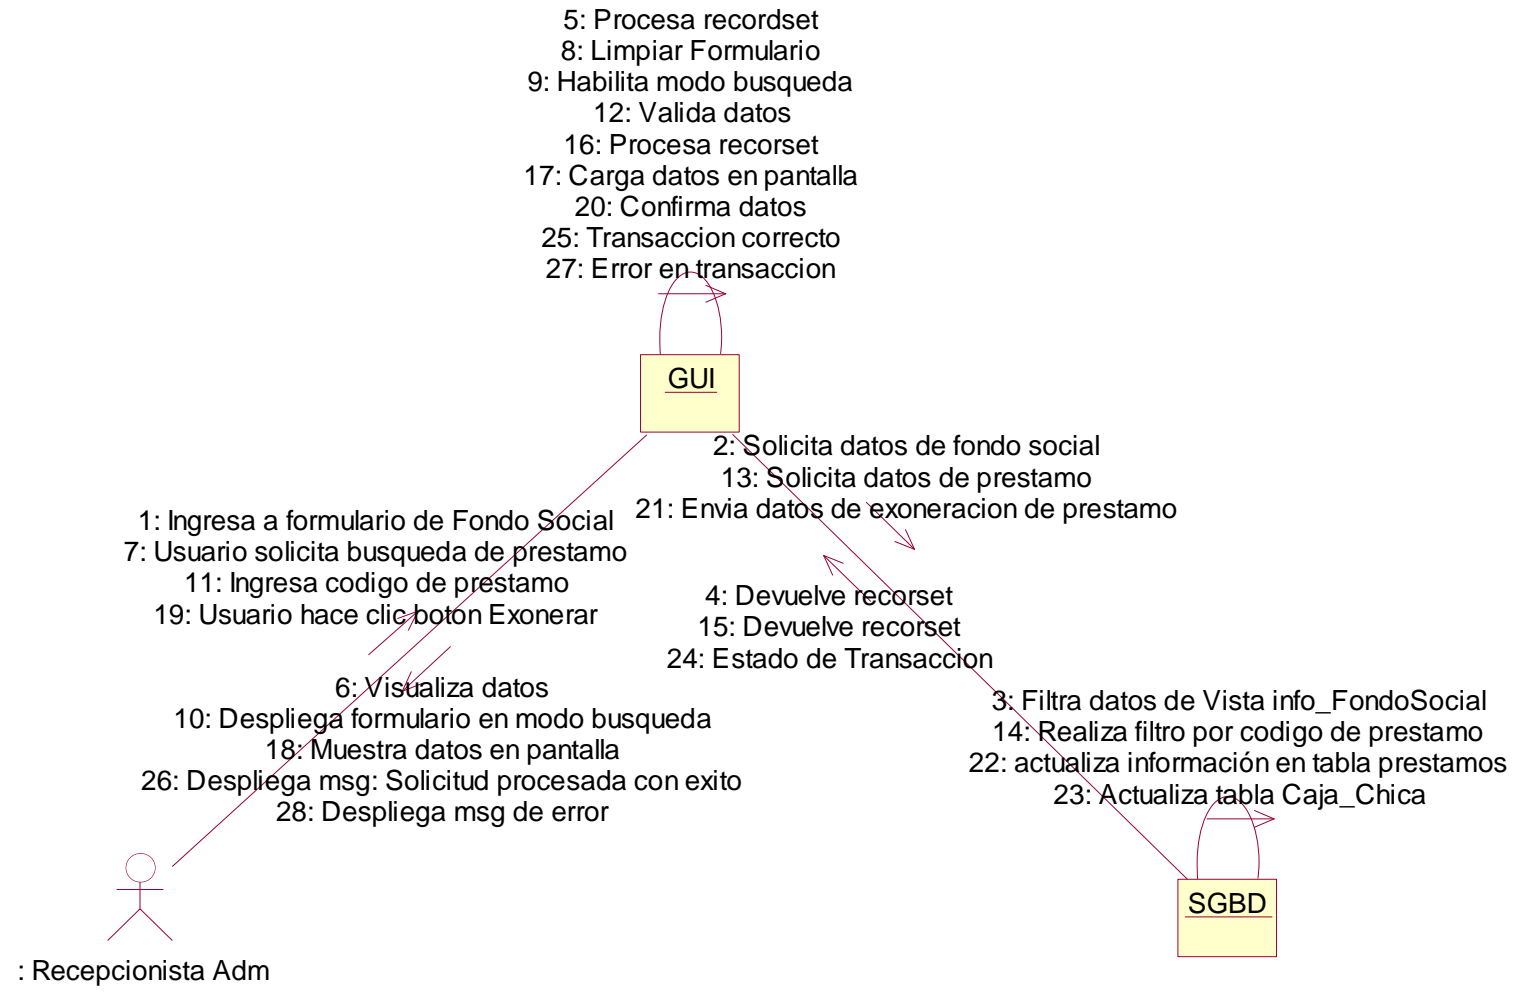 5: Procesa recordset
8: Limpiar Formulario
9: Habilita modo busqueda
12: Valida datos
16: Procesa recorset
17: Carga datos en pantalla
20: Confirma datos
25: Transaccion correcto
27: Error en transaccion
GUI
2: Solicita datos de fondo social
13: Solicita datos de prestamo
21: Envia datos de exoneracion de prestamo
1: Ingresa a formulario de Fondo Social
7: Usuario solicita busqueda de prestamo
11: Ingresa codigo de prestamo
19: Usuario hace clic boton Exonerar
4: Devuelve recorset
15: Devuelve recorset
24: Estado de Transaccion
6: Visualiza datos
10: Despliega formulario en modo busqueda
18: Muestra datos en pantalla
26: Despliega msg: Solicitud procesada con exito
28: Despliega msg de error
3: Filtra datos de Vista info_FondoSocial
14: Realiza filtro por codigo de prestamo
22: actualiza información en tabla prestamos
23: Actualiza tabla Caja_Chica
SGBD
: Recepcionista Adm